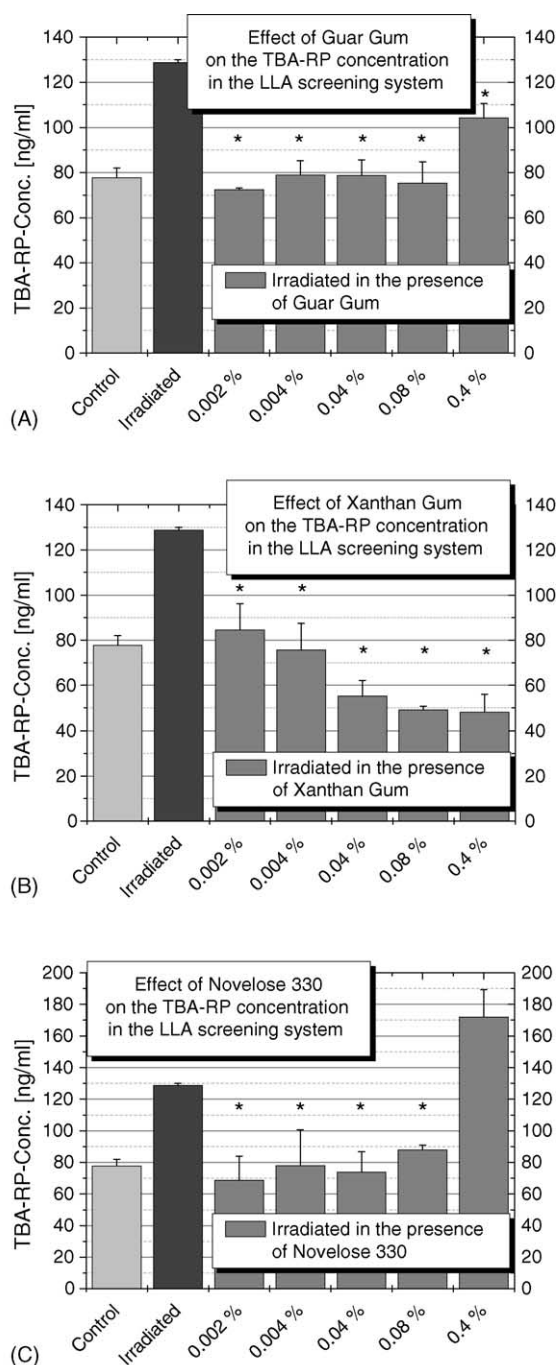 Effect of Guar Gum
on the TBA-RP concentration
in the LLA screening system
TBA-RP-Conc. [ng/ml]
140
120
100
80
60
40
20
0
140
120
100
80
60
40
20
0
* * * * *
Irradiated in the presence
of Guar Gum
Control
Irradiated
0.002 %
0.004 %
0.04 %
0.08 %
0.4 %
(A)
Effect of Xanthan Gum
on the TBA-RP concentration
in the LLA screening system
TBA-RP-Conc. [ng/ml]
140
120
100
80
60
40
20
0
140
120
100
80
60
40
20
0
* * * * *
Irradiated in the presence
of Xanthan Gum
Control
Irradiated
0.002 %
0.004 %
0.04 %
0.08 %
0.4 %
(B)
Effect of Novelose 330
on the TBA-RP concentration
in the LLA screening system
TBA-RP-Conc. [ng/ml]
200
180
160
140
120
100
80
60
40
20
0
200
180
160
140
120
100
80
60
40
20
0
* * * *
Irradiated in the presence
of Novelose 330
Control
Irradiated
0.002 %
0.004 %
0.04 %
0.08 %
0.4 %
(C)